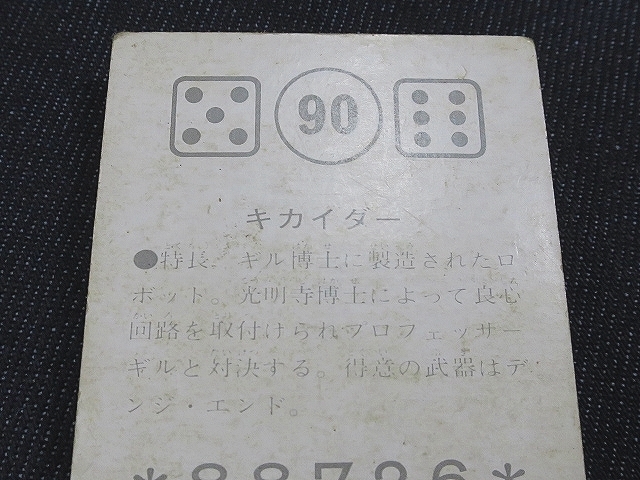 90
キカイダー
●特長 ギル博士に製造されたロ
ボット。光明寺博士によって良心
回路を取付けられプロフェッサー
ギルと対決する。得意の武器はデ
ンジ・エンド。
*88726*